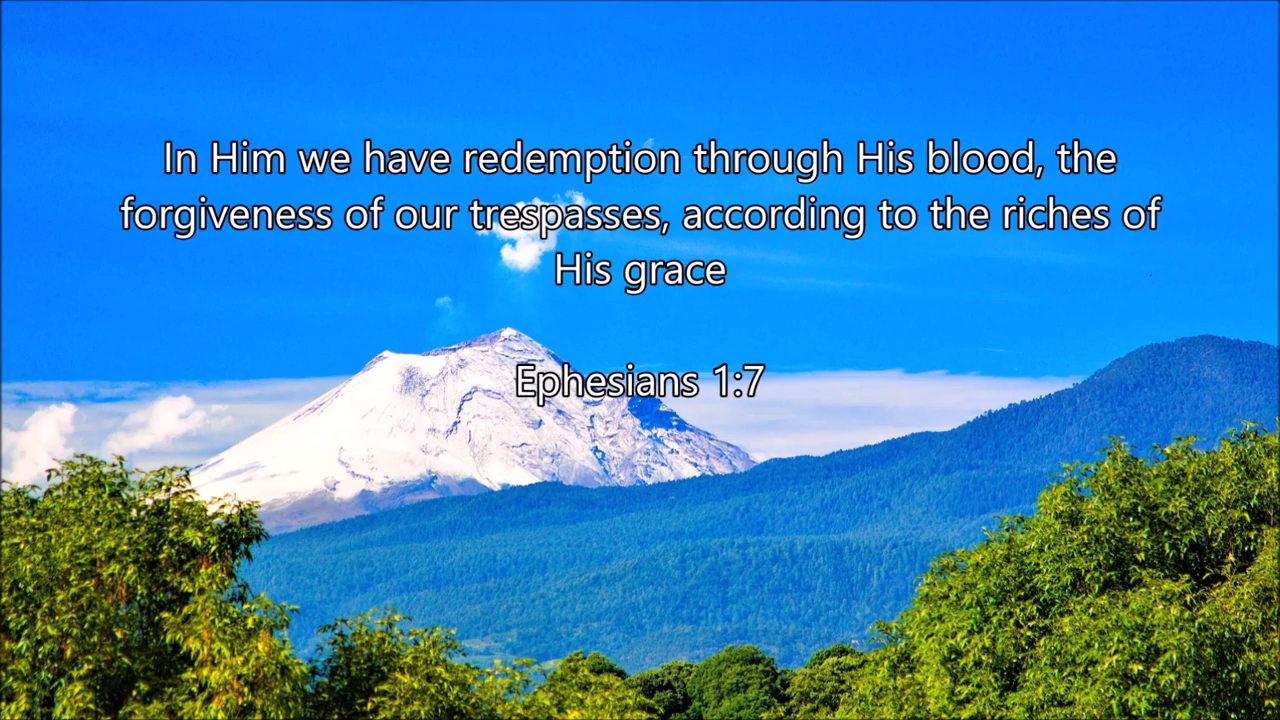 In Him we have redemption through His blood, the
forgiveness of our trespasses, according to the riches of
His grace
Ephesians 1:7